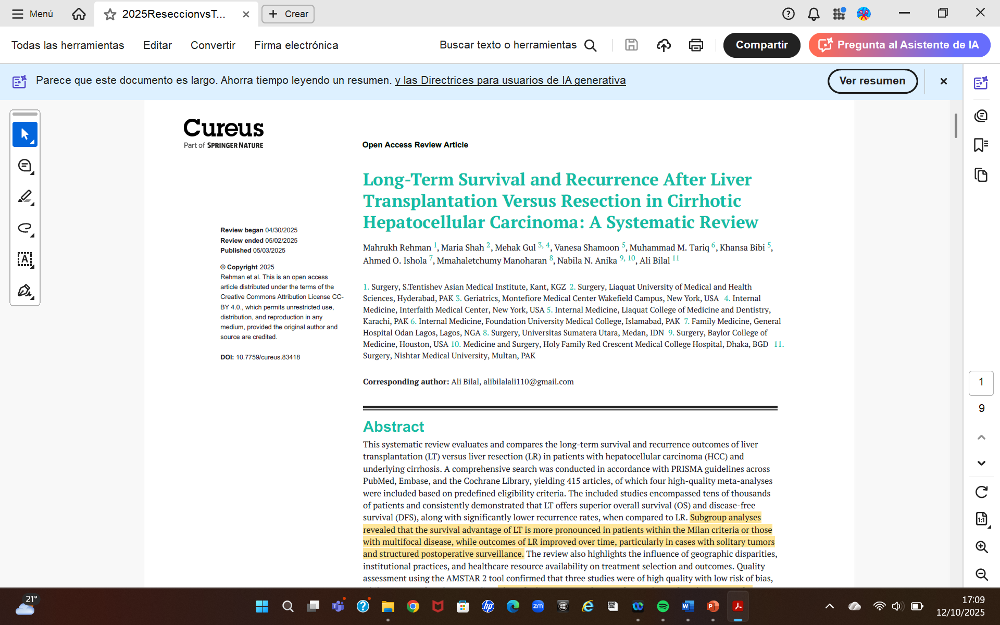 Menú
2025ReseccionvsT...
Crear
Todas las herramientas
Editar
Convertir
Firma electrónica
Buscar texto o herramientas
Compartir
Pregunta al Asistente de IA
Parece que este documento es largo. Ahorra tiempo leyendo un resumen. y las Directrices para usuarios de IA generativa
Ver resumen
Cureus
Part of SPRINGER NATURE
Open Access Review Article
Long-Term Survival and Recurrence After Liver
Transplantation Versus Resection in Cirrhotic
Hepatocellular Carcinoma: A Systematic Review
Review began 04/30/2025
Review ended 05/02/2025
Published 05/03/2025
© Copyright 2025
Rehman et al. This is an open access
article distributed under the terms of the
Creative Commons Attribution License CC-
BY 4.0., which permits unrestricted use,
distribution, and reproduction in any
medium, provided the original author and
source are credited.
DOI: 10.7759/cureus.83418
Mahrukh Rehman 1, Maria Shah 2, Mehak Gul 3, 4, Vanesa Shamoon 5, Muhammad M. Tariq 6, Khansa Bibi 5,
Ahmed O. Ishola 7, Mmahaletchumy Manoharan 8, Nabila N. Anika 9, 10, Ali Bilal 11
1. Surgery, S.Tentishev Asian Medical Institute, Kant, KGZ 2. Surgery, Liaquat University of Medical and Health
Sciences, Hyderabad, PAK 3. Geriatrics, Montefiore Medical Center Wakefield Campus, New York, USA 4. Internal
Medicine, Interfaith Medical Center, New York, USA 5. Internal Medicine, Liaquat College of Medicine and Dentistry,
Karachi, PAK 6. Internal Medicine, Foundation University Medical College, Islamabad, PAK 7. Family Medicine, General
Hospital Odan Lagos, Lagos, NGA 8. Surgery, Universitas Sumatera Utara, Medan, IDN 9. Surgery, Baylor College of
Medicine, Houston, USA 10. Medicine and Surgery, Holy Family Red Crescent Medical College Hospital, Dhaka, BGD 11.
Surgery, Nishtar Medical University, Multan, PAK
Corresponding author: Ali Bilal, alibilalali110@gmail.com
Abstract
This systematic review evaluates and compares the long-term survival and recurrence outcomes of liver
transplantation (LT) versus liver resection (LR) in patients with hepatocellular carcinoma (HCC) and
underlying cirrhosis. A comprehensive search was conducted in accordance with PRISMA guidelines across
PubMed, Embase, and the Cochrane Library, yielding 415 articles, of which four high-quality meta-analyses
were included based on predefined eligibility criteria. The included studies encompassed tens of thousands
of patients and consistently demonstrated that LT offers superior overall survival (OS) and disease-free
survival (DFS), along with significantly lower recurrence rates, when compared to LR. Subgroup analyses
revealed that the survival advantage of LT is more pronounced in patients within the Milan criteria or those
with multifocal disease, while outcomes of LR improved over time, particularly in cases with solitary tumors
and structured postoperative surveillance. The review also highlights the influence of geographic disparities,
institutional practices, and healthcare resource availability on treatment selection and outcomes. Quality
assessment using the AMSTAR 2 tool confirmed that three studies were of high quality with low risk of bias,
1
9
1:1
21°
zm
17:09
12/10/2025